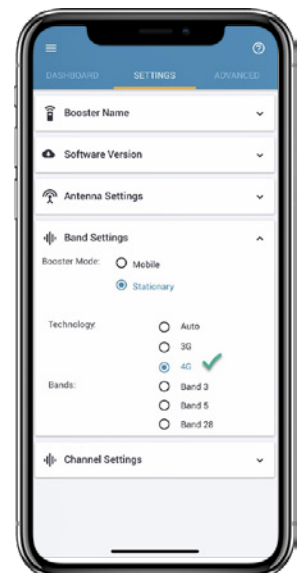 DASHBOARD SETTINGS ADVANCED
Booster Name
Software Version
Antenna Settings
Band Settings
Booster Mode: Mobile
Stationary
Technology: Auto
3G
4G
Bands: Band 3
Band 5
Band 28
Channel Settings